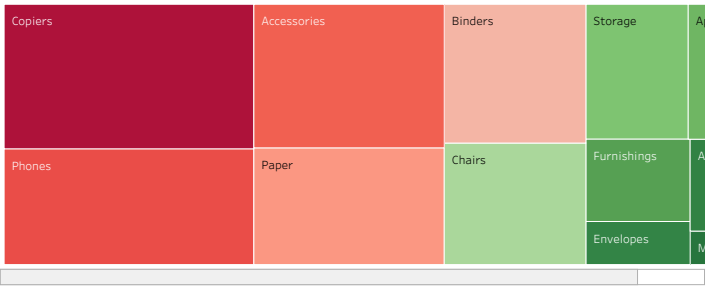 Copiers
Accessories
Binders
Storage
Phones
Paper
Chairs
Furnishings
Envelopes